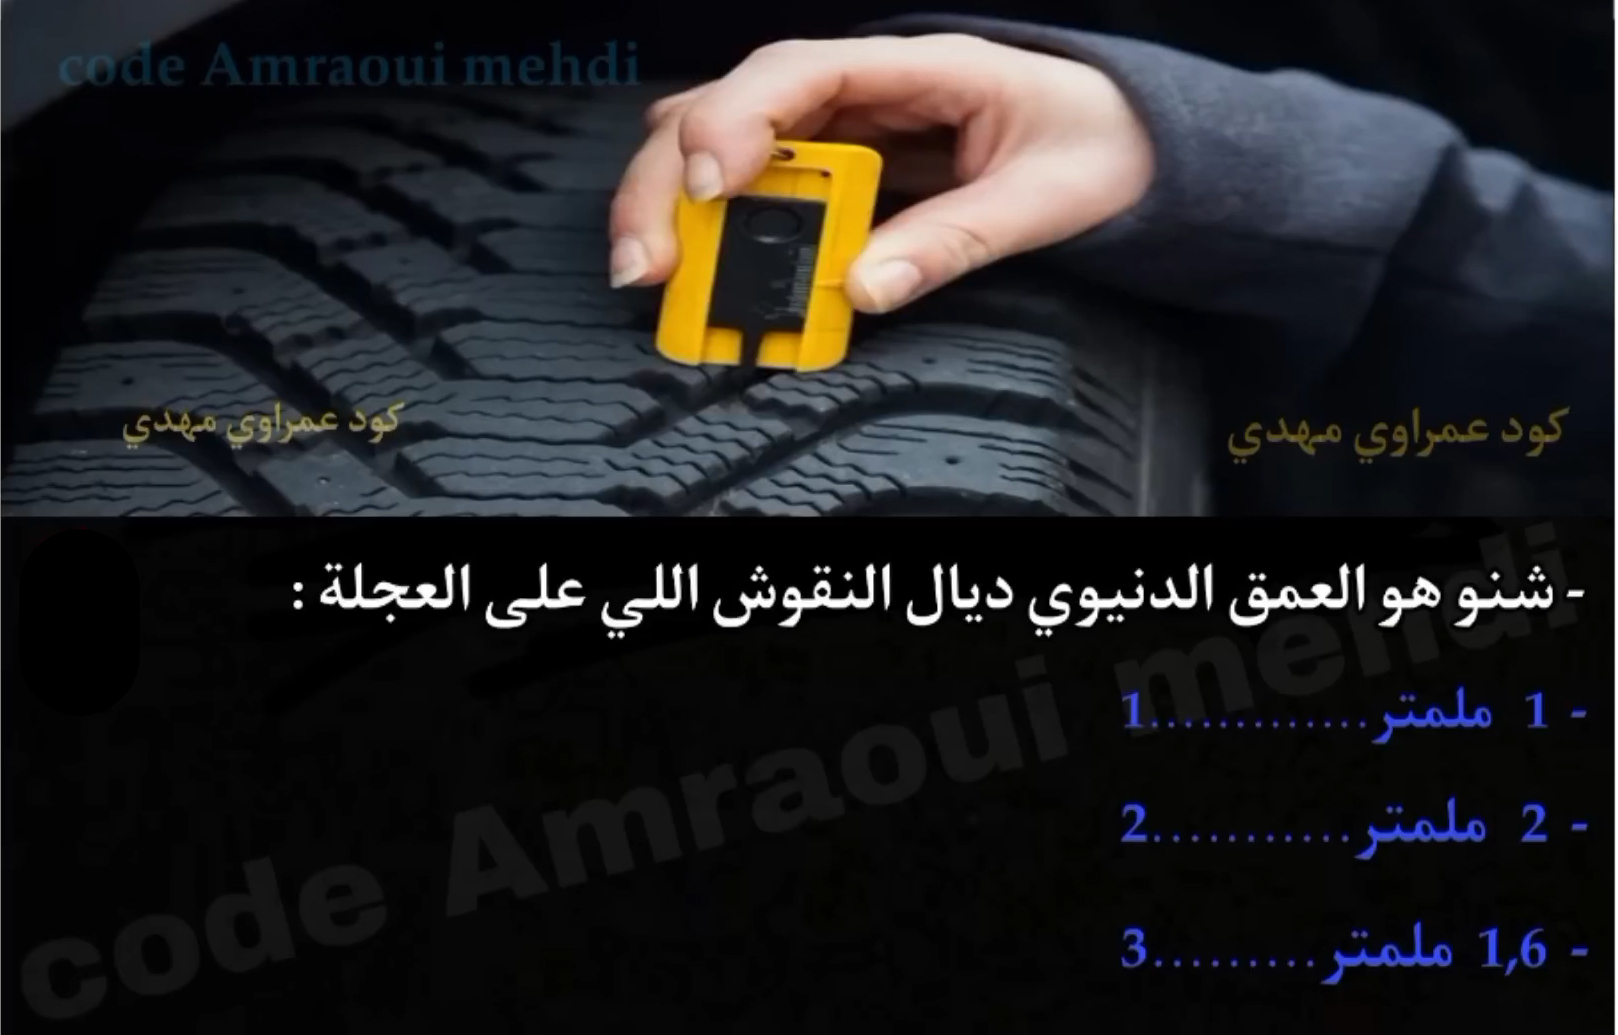 code Amraoui mehdi
كود عمراوي مهدي
كود عمراوي مهدي
- شنو هو العمق الدنيوي ديال النقوش اللي على العجلة :
- 1 ملمتر.............1
- 2 ملمتر...........2
- 1,6 ملمتر.........3
code Amraoui mehdi